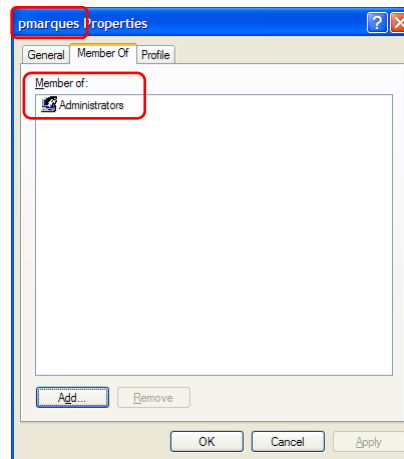 pmarques Properties
General Member Of Profile
Member of:
Administrators
Add... Remove
OK Cancel Apply